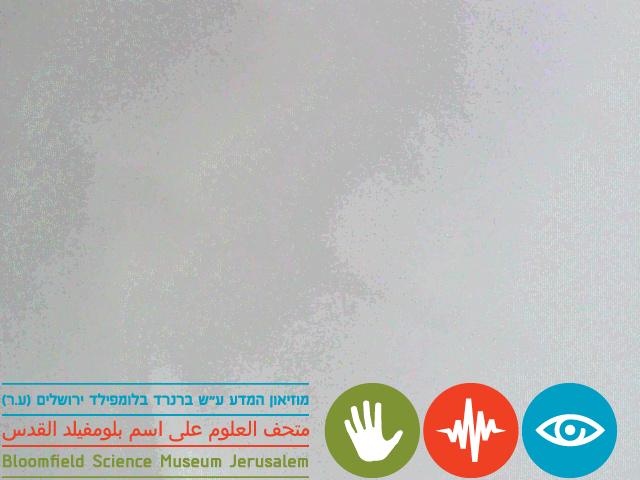 מוזיאון המדע ע״ש ברנרד בלומפילד ירושלים (ע.ר)
متحف العلوم على اسم بلومفيلد القدس
Bloomfield Science Museum Jerusalem